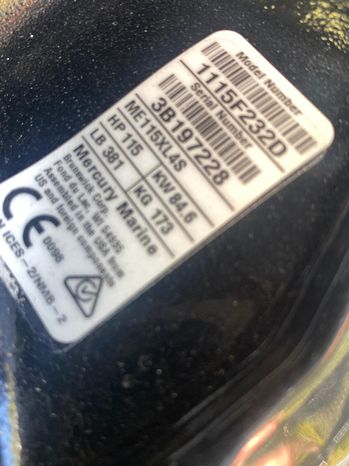 Model Number
1115F232D
Serial Number
3B197228
ME115XL4S
HP 115
KW 84.6
LB 381
KG 173
Mercury Marine
Brunswick Corp.
Fond du Lac, WI 54935
Assembled in the USA from
US and foreign components
CE
0098
N ICES - 2/NMB - 2